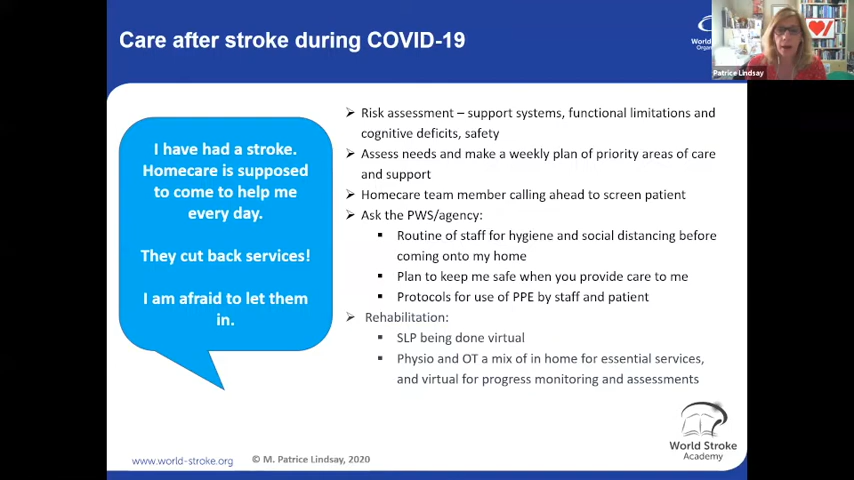 Care after stroke during COVID-19
World
Patrice Lindsay
I have had a stroke.
Homecare is supposed
to come to help me
every day.
They cut back services!
I am afraid to let them
in.
➢ Risk assessment – support systems, functional limitations and
cognitive deficits, safety
➢ Assess needs and make a weekly plan of priority areas of care
and support
➢ Homecare team member calling ahead to screen patient
➢ Ask the PWS/agency:
▪ Routine of staff for hygiene and social distancing before
coming onto my home
▪ Plan to keep me safe when you provide care to me
▪ Protocols for use of PPE by staff and patient
➢ Rehabilitation:
▪ SLP being done virtual
▪ Physio and OT a mix of in home for essential services,
and virtual for progress monitoring and assessments
World Stroke
Academy
www.world-stroke.org
© M. Patrice Lindsay, 2020